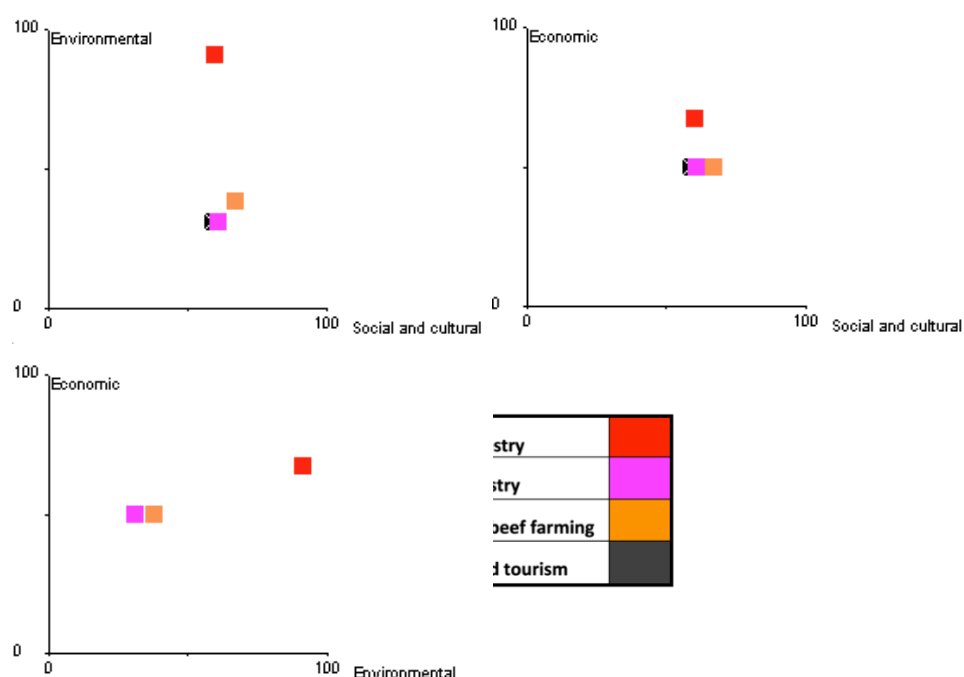 100
Environmental
0
0
100
Social and cultural
100
Economic
0
0
100
Social and cultural
100
Economic
0
0
100
Environmental
stry
stry
beef farming
d tourism